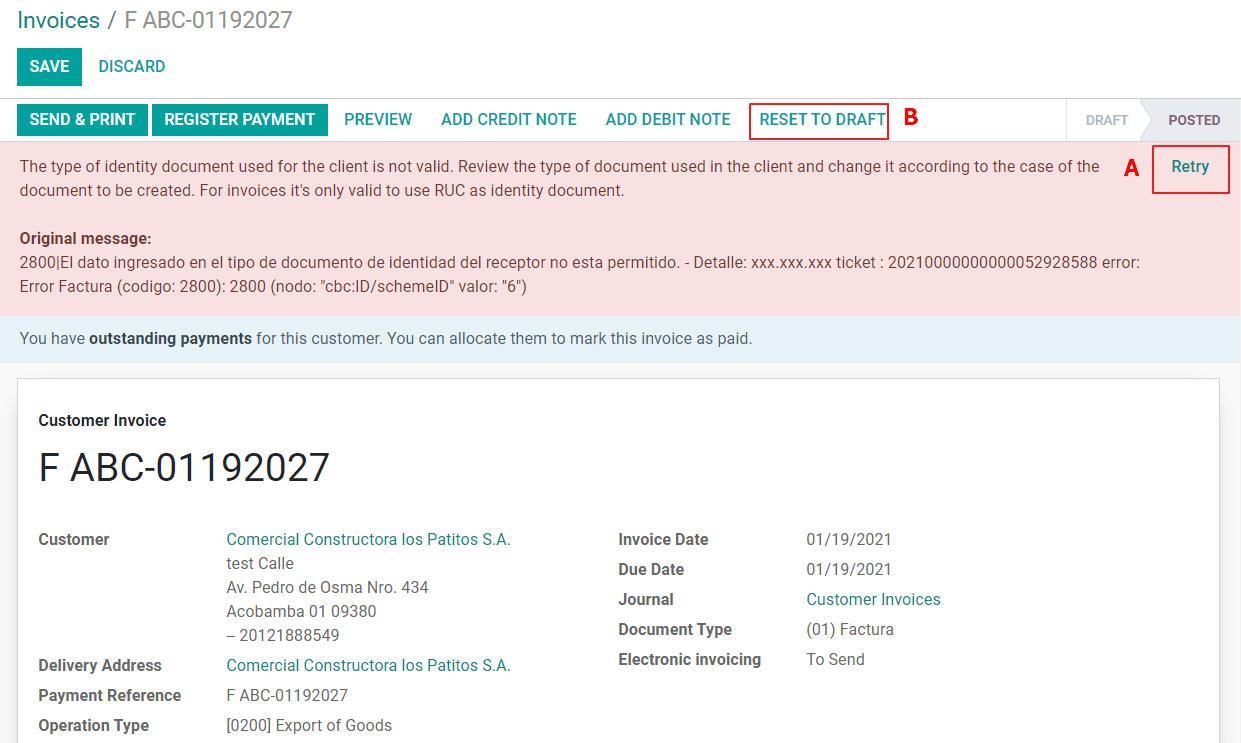 Invoices / F ABC-01192027
SAVE DISCARD
SEND & PRINT REGISTER PAYMENT PREVIEW ADD CREDIT NOTE ADD DEBIT NOTE RESET TO DRAFT B DRAFT POSTED
The type of identity document used for the client is not valid. Review the type of document used in the client and change it according to the case of the A Retry
document to be created. For invoices it's only valid to use RUC as identity document.
Original message:
2800|El dato ingresado en el tipo de documento de identidad del receptor no esta permitido. - Detalle: xxx.xxx.xxx ticket : 20210000000000052928588 error:
Error Factura (codigo: 2800): 2800 (nodo: "cbc:ID/schemeID" valor: "6")
You have outstanding payments for this customer. You can allocate them to mark this invoice as paid.
Customer Invoice
F ABC-01192027
Customer Comercial Constructora los Patitos S.A. Invoice Date 01/19/2021
test Calle
Av. Pedro de Osma Nro. 434 Due Date 01/19/2021
Acobamba 01 09380 Journal Customer Invoices
– 20121888549 Document Type (01) Factura
Delivery Address Comercial Constructora los Patitos S.A. Electronic invoicing To Send
Payment Reference F ABC-01192027
Operation Type [0200] Export of Goods